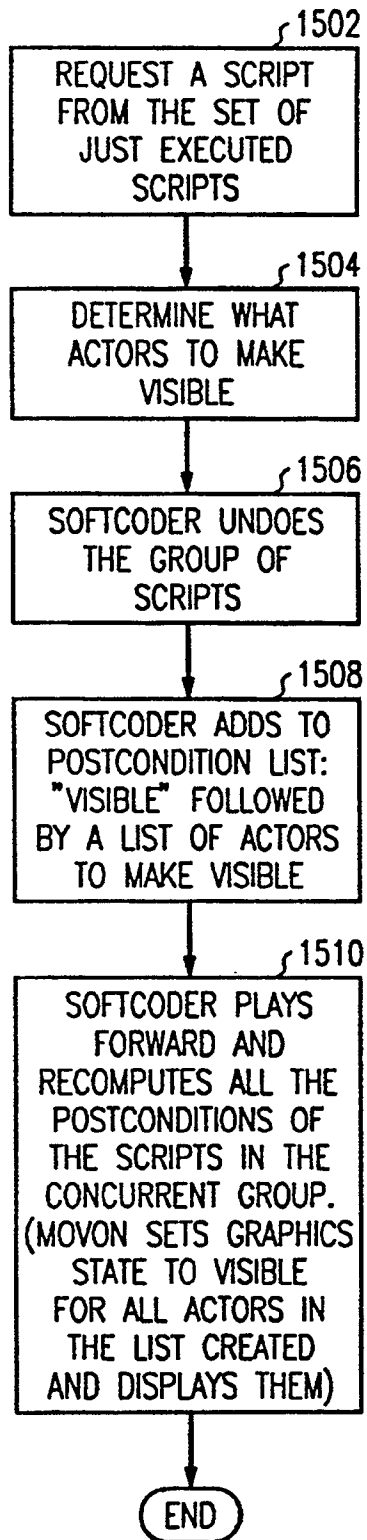 1502
REQUEST A SCRIPT
FROM THE SET OF
JUST EXECUTED
SCRIPTS
1504
DETERMINE WHAT
ACTORS TO MAKE
VISIBLE
1506
SOFTCODER UNDOES
THE GROUP OF
SCRIPTS
1508
SOFTCODER ADDS TO
POSTCONDITION LIST:
"VISIBLE" FOLLOWED
BY A LIST OF ACTORS
TO MAKE VISIBLE
1510
SOFTCODER PLAYS
FORWARD AND
RECOMPUTES ALL THE
POSTCONDITIONS OF
THE SCRIPTS IN THE
CONCURRENT GROUP.
(MOVON SETS GRAPHICS
STATE TO VISIBLE
FOR ALL ACTORS IN
THE LIST CREATED
AND DISPLAYS THEM)
END